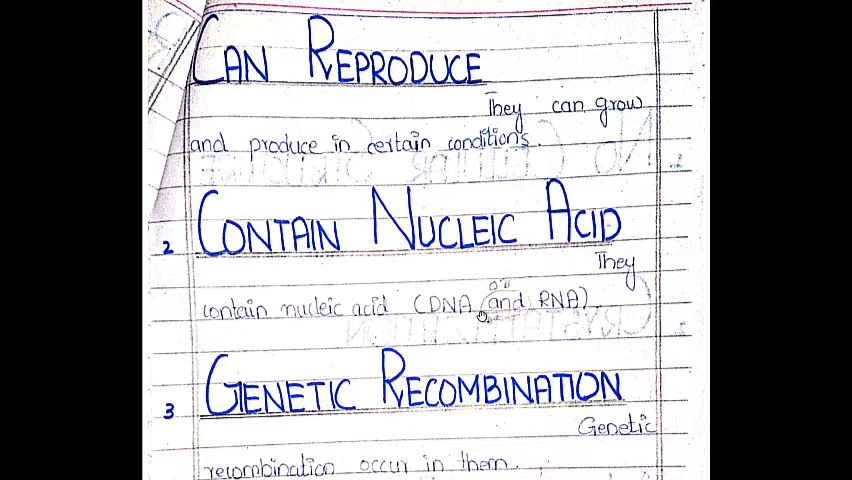 CAN REPRODUCE
They can grow
and produce in certain conditions.
2 CONTAIN NUCLEIC ACID
They
contain nucleic acid (DNA and RNA)
3 GENETIC RECOMBINATION
Genetic
recombination occur in them.